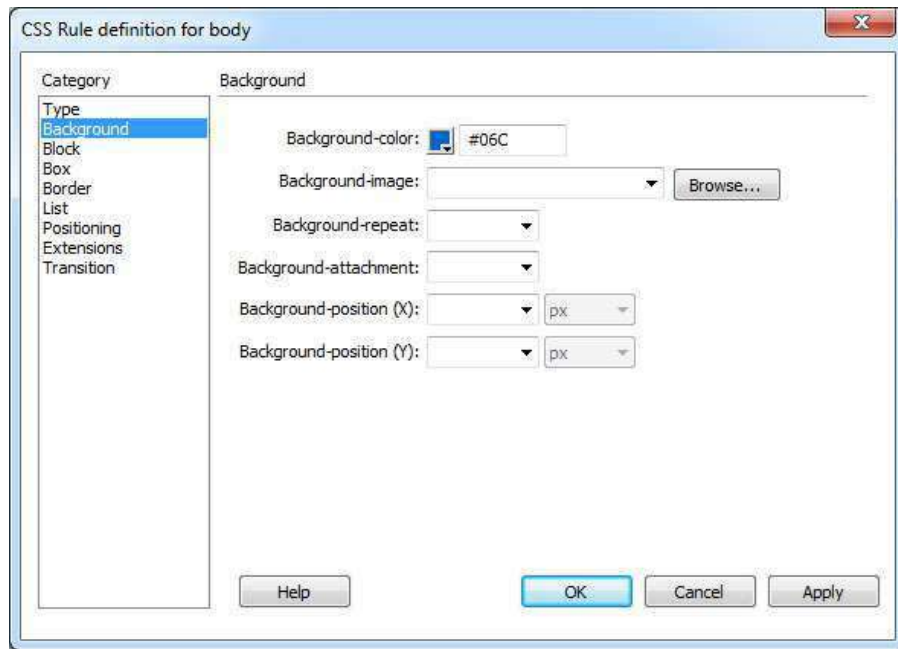 CSS Rule definition for body
Category
Type
Background
Block
Box
Border
List
Positioning
Extensions
Transition
Background
Background-color: #06C
Background-image: Browse...
Background-repeat:
Background-attachment:
Background-position (X): px
Background-position (Y): px
Help OK Cancel Apply